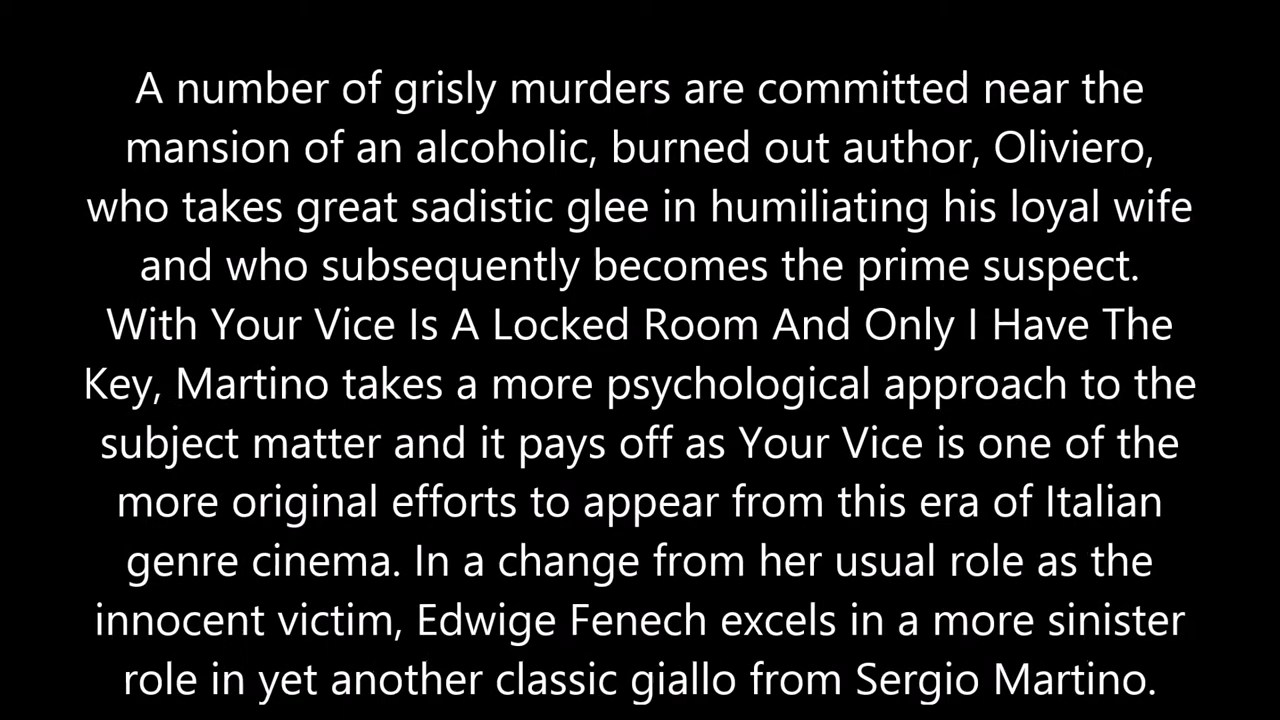 A number of grisly murders are committed near the
mansion of an alcoholic, burned out author, Oliviero,
who takes great sadistic glee in humiliating his loyal wife
and who subsequently becomes the prime suspect.
With Your Vice Is A Locked Room And Only I Have The
Key, Martino takes a more psychological approach to the
subject matter and it pays off as Your Vice is one of the
more original efforts to appear from this era of Italian
genre cinema. In a change from her usual role as the
innocent victim, Edwige Fenech excels in a more sinister
role in yet another classic giallo from Sergio Martino.